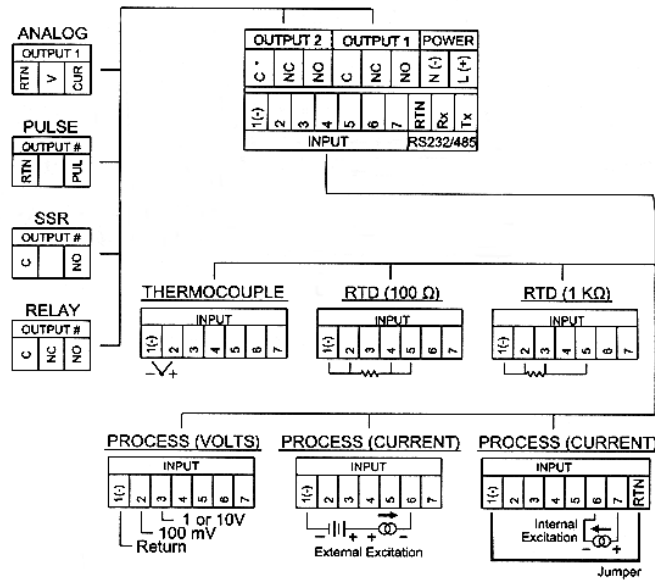 ANALOG
OUTPUT 1
RTN V CUR
PULSE
OUTPUT #
RTN PUL
SSR
OUTPUT #
C NO
RELAY
OUTPUT #
C NC NO
OUTPUT 2 OUTPUT 1 POWER
C * NC NO C NC NO N (-) L (+)
1(-) 2 3 4 5 6 7 RTN Rx Tx
INPUT RS232/485
THERMOCOUPLE
INPUT
1(-) 2 3 4 5 6 7
- +
RTD (100 Ω)
INPUT
1(-) 2 3 4 5 6 7
RTD (1 KΩ)
INPUT
1(-) 2 3 4 5 6 7
PROCESS (VOLTS)
INPUT
1(-) 2 3 4 5 6 7
1 or 10V
100 mV
Return
PROCESS (CURRENT)
INPUT
1(-) 2 3 4 5 6 7
- + + -
External Excitation
PROCESS (CURRENT)
INPUT
1(-) 2 3 4 5 6 7 RTN
Internal
Excitation - +
Jumper